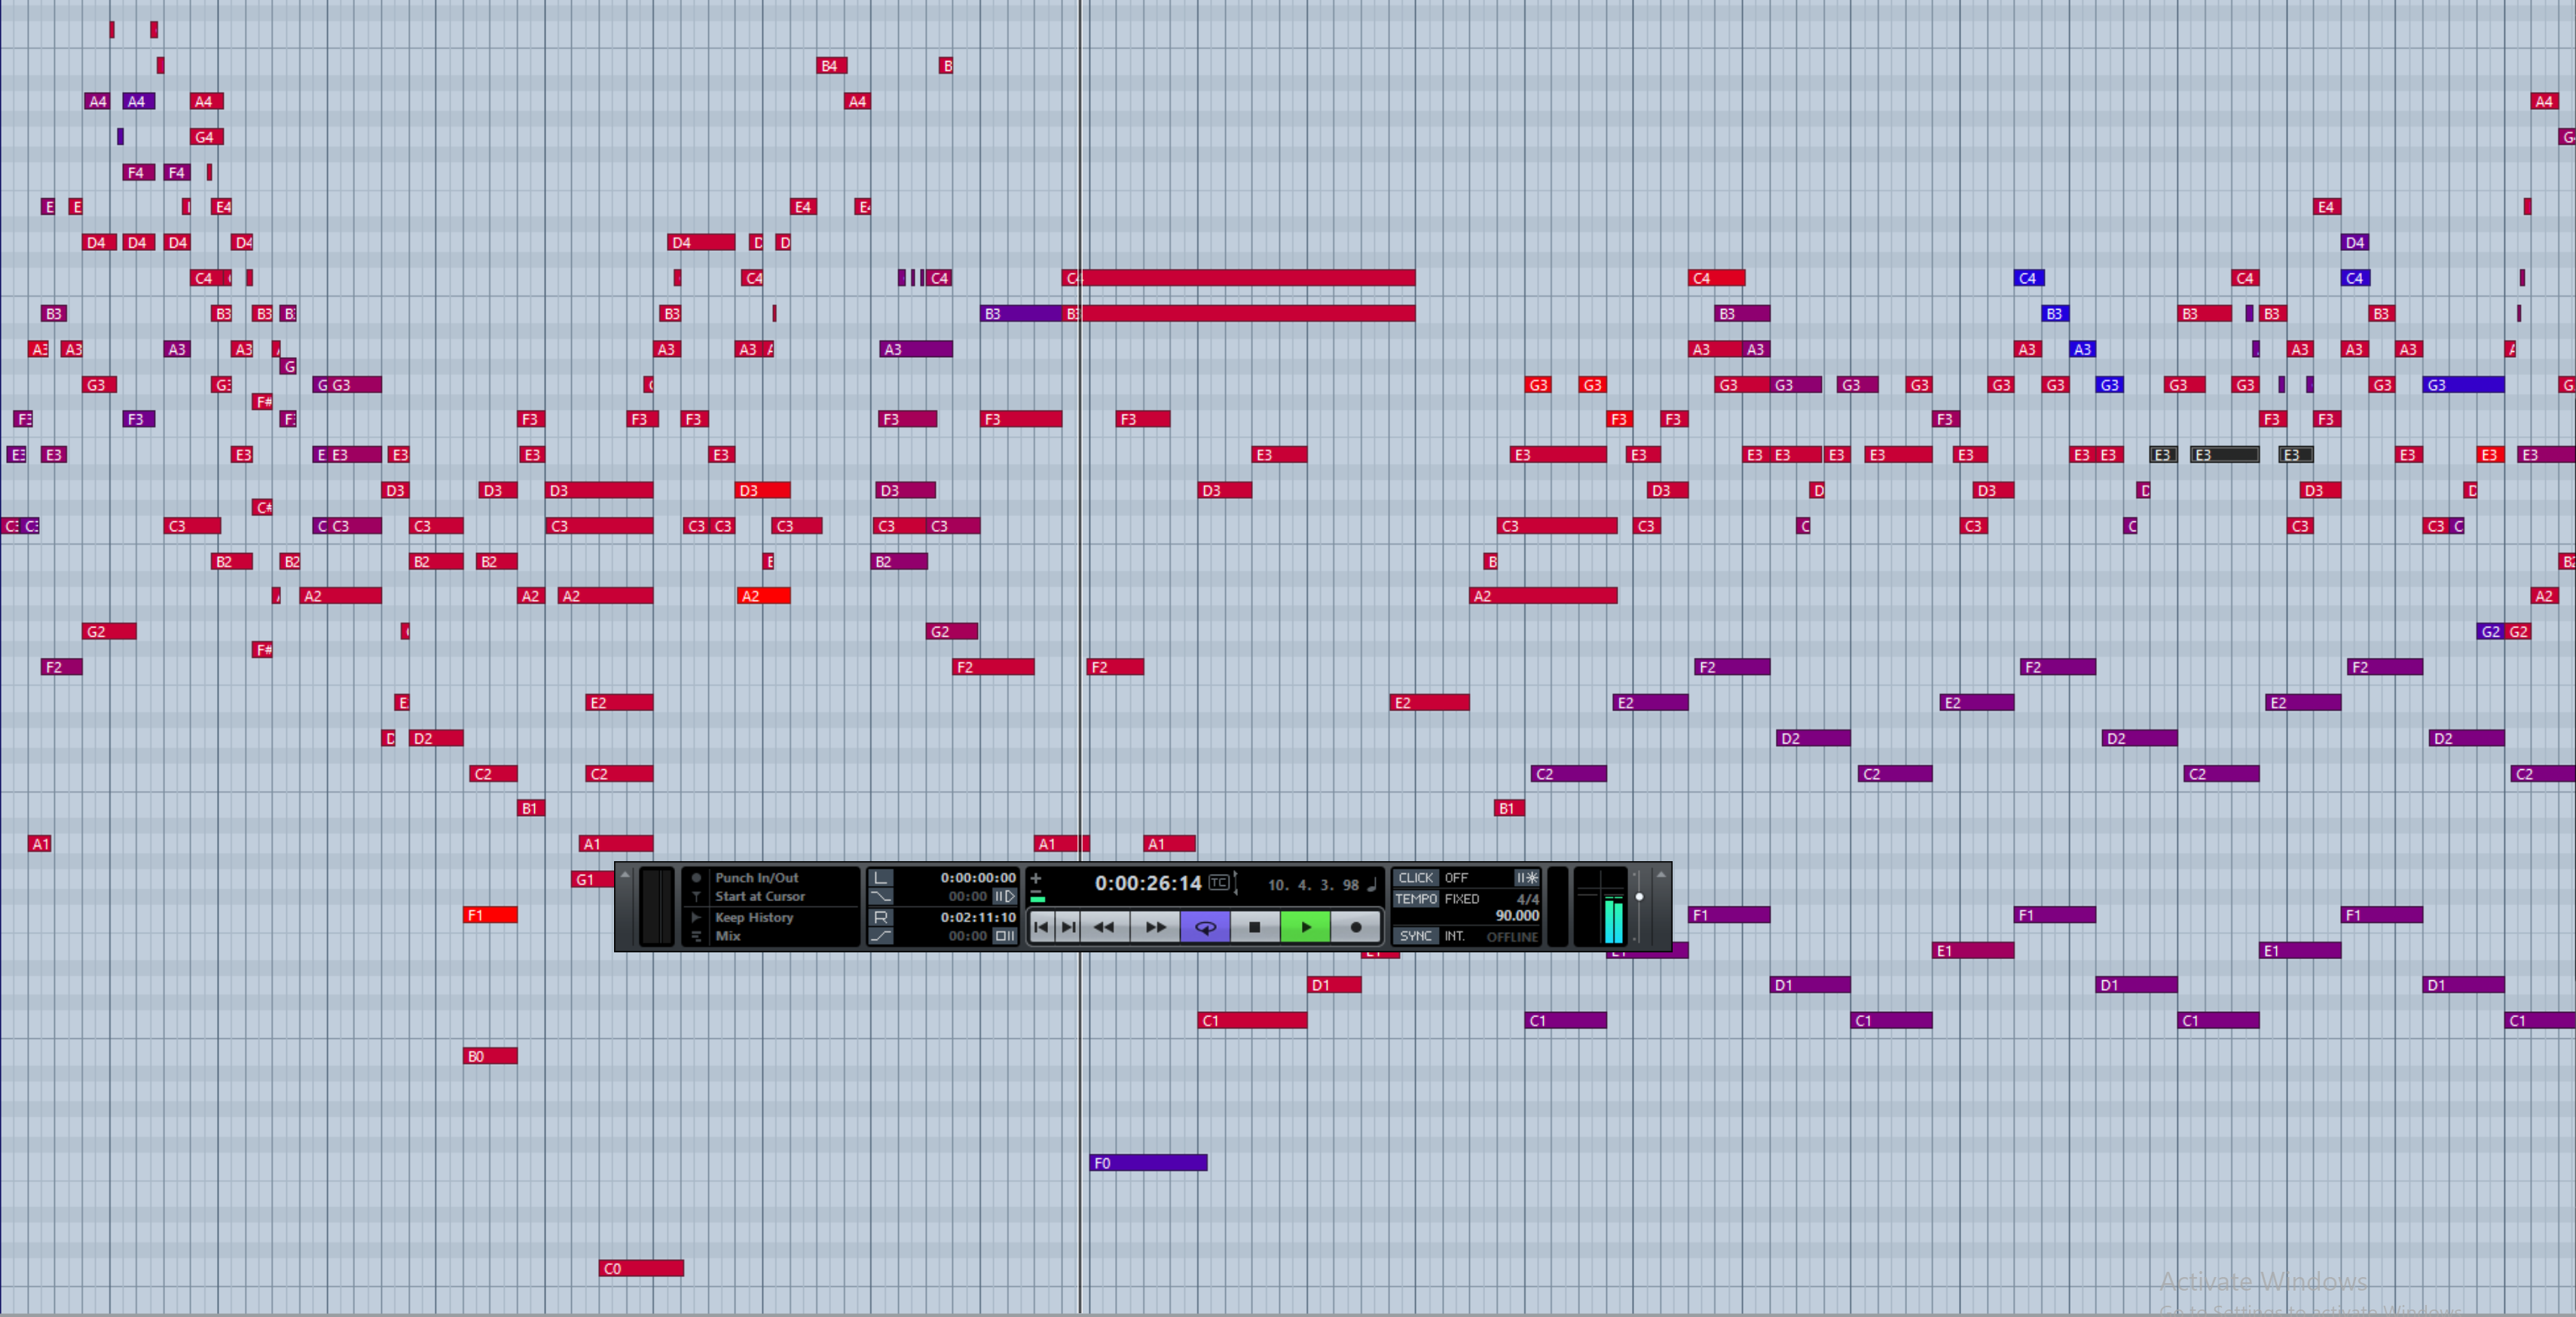 B4 B
A4 A4 A4 A4 A4
G4 G
F4 F4
E E E4 E4 E E4
D4 D4 D4 D4 D4 D D D4
C4 C4 C4 C4 C4 C4 C4 C4
B3 B3 B3 B B3 B3 B3 B3 B3 B3 B3 B3
A3 A3 A3 A3 A3 A3 A A3 A3 A3 A3 A3 A3 A3 A3 A
G
G3 G3 G G3 G3 G3 G3 G3 G3 G3 G3 G3 G3 G3 G3 G3 G3 G
F#
F3 F3 F F3 F3 F3 F3 F3 F3 F3 F3 F3 F3 F3
E3 E3 E3 E E3 E3 E3 E3 E3 E3 E3 E3 E3 E3 E3 E3 E3 E3 E3 E3 E3 E3 E3 E3
D3 D3 D3 D3 D3 D3 D3 D D3 D D3 D
C#
C3 C3 C3 C C3 C3 C3 C3 C3 C3 C3 C3 C3 C3 C C3 C C3 C3 C
B2 B2 B2 B2 B2 B B2
A2 A2 A2 A2 A2 A2
G2 G2 G2 G2
F#
F2 F2 F2 F2 F2 F2
E E2 E2 E2 E2 E2
D D2 D2 D2 D2
C2 C2 C2 C2 C2 C2
B1 B1
A1 A1 A1 A1
G1
F1 F1 F1 F1
E1 E1 E1 E1
D1 D1 D1 D1
C1 C1 C1 C1 C1
B0
F0
C0
Punch In/Out
Start at Cursor
Keep History
Mix
L 0:00:00:00
00:00
R 0:02:11:10
00:00
0:00:26:14 TC 10. 4. 3. 98
CLICK OFF
TEMPO FIXED 4/4
90.000
SYNC INT. OFFLINE
Activate Windows
Go to Settings to activate Windows.